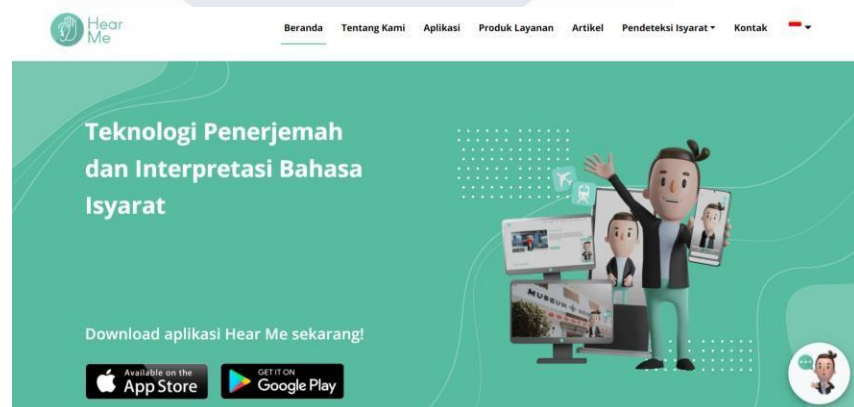 Hear
Me
Beranda Tentang Kami Aplikasi Produk Layanan Artikel Pendeteksi Isyarat Kontak
Teknologi Penerjemah
dan Interpretasi Bahasa
Isyarat
MUSEUM
Download aplikasi Hear Me sekarang!
Available on the
App Store
GET IT ON
Google Play